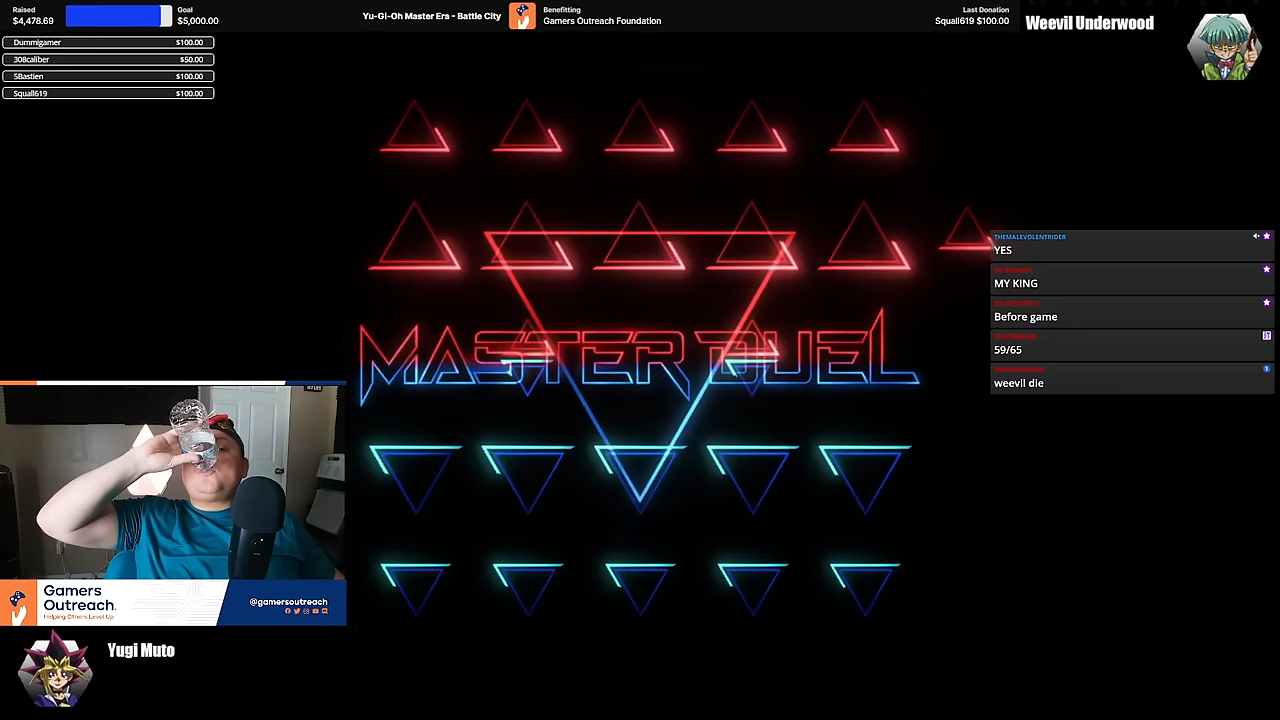 Raised
$4,478.69
Goal
$5,000.00
Yu-Gi-Oh Master Era - Battle City
Benefitting
Gamers Outreach Foundation
Last Donation
Squall619 $100.00
Weevil Underwood
Dummigamer $100.00
308caliber $50.00
5Bastien $100.00
Squall619 $100.00
MASTER DUEL
THEMALEVOLENTRIDER
YES
MY KING
Before game
59/65
weevil die
Gamers
Outreach.
Helping Others Level Up
@gamersoutreach
Yugi Muto